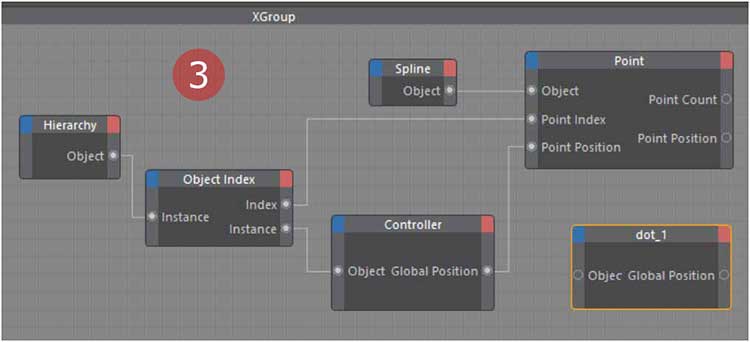 XGroup
3
Hierarchy
Object
Object Index
Instance
Index
Instance
Spline
Object
Controller
Object Global Position
Point
Object
Point Count
Point Index
Point Position
Point Position
dot_1
Objec Global Position